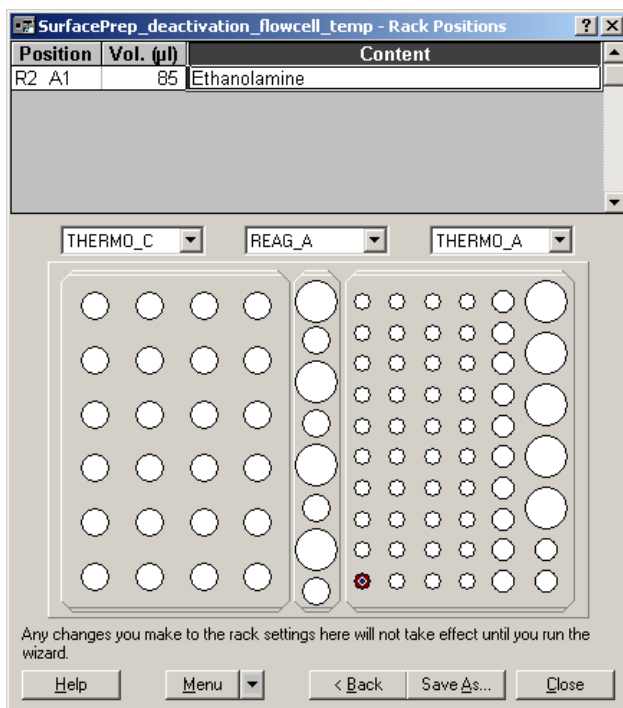 SurfacePrep_deactivation_flowcell_temp - Rack Positions
Position Vol. (µl) Content
R2 A1 85 Ethanolamine
THERMO_C REAG_A THERMO_A
Any changes you make to the rack settings here will not take effect until you run the
wizard.
Help Menu < Back Save As... Close